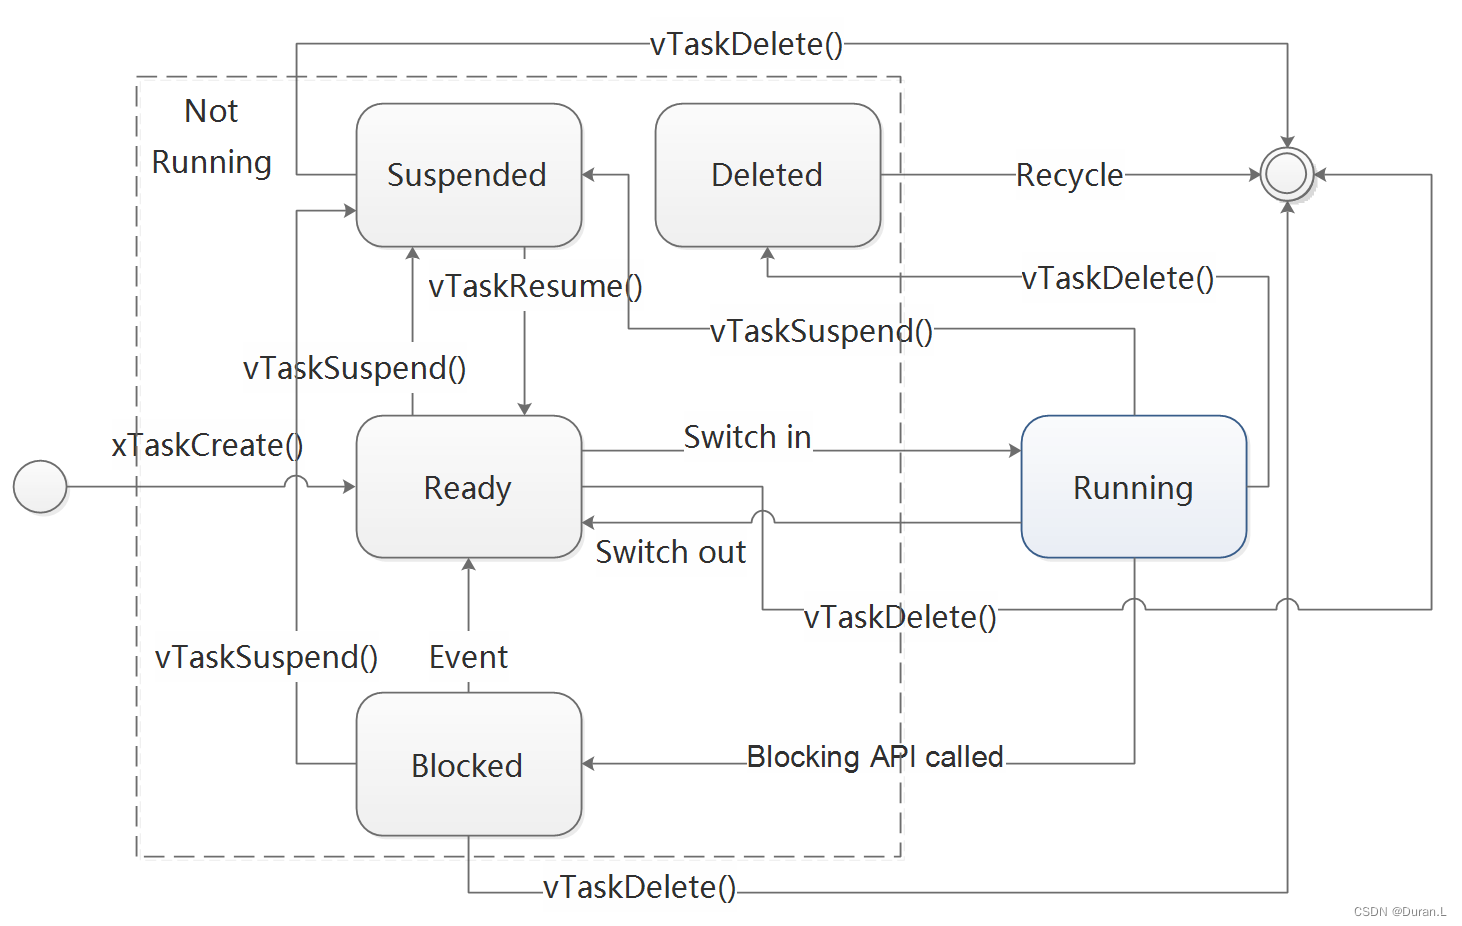 vTaskDelete()
Not
Running
Suspended
Deleted
Recycle
vTaskResume()
vTaskDelete()
vTaskSuspend()
vTaskSuspend()
xTaskCreate()
Switch in
Ready
Running
Switch out
vTaskDelete()
vTaskSuspend()
Event
Blocked
Blocking API called
vTaskDelete()
CSDN @Duran.L